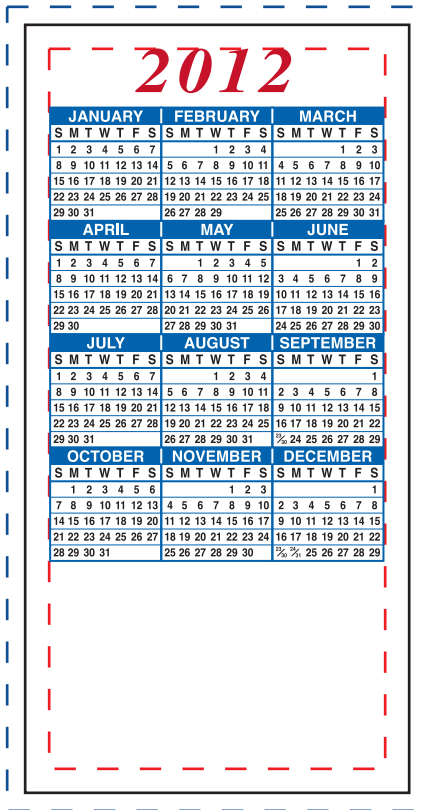 2012
JANUARY FEBRUARY MARCH
S M T W T F S S M T W T F S S M T W T F S
1 2 3 4 5 6 7 1 2 3 4 1 2 3
8 9 10 11 12 13 14 5 6 7 8 9 10 11 4 5 6 7 8 9 10
15 16 17 18 19 20 21 12 13 14 15 16 17 18 11 12 13 14 15 16 17
22 23 24 25 26 27 28 19 20 21 22 23 24 25 18 19 20 21 22 23 24
29 30 31 26 27 28 29 25 26 27 28 29 30 31
APRIL MAY JUNE
S M T W T F S S M T W T F S S M T W T F S
1 2 3 4 5 6 7 1 2 3 4 5 1 2
8 9 10 11 12 13 14 6 7 8 9 10 11 12 3 4 5 6 7 8 9
15 16 17 18 19 20 21 13 14 15 16 17 18 19 10 11 12 13 14 15 16
22 23 24 25 26 27 28 20 21 22 23 24 25 26 17 18 19 20 21 22 23
29 30 27 28 29 30 31 24 25 26 27 28 29 30
JULY AUGUST SEPTEMBER
S M T W T F S S M T W T F S S M T W T F S
1 2 3 4 5 6 7 1 2 3 4 1
8 9 10 11 12 13 14 5 6 7 8 9 10 11 2 3 4 5 6 7 8
15 16 17 18 19 20 21 12 13 14 15 16 17 18 9 10 11 12 13 14 15
22 23 24 25 26 27 28 19 20 21 22 23 24 25 16 17 18 19 20 21 22
29 30 31 26 27 28 29 30 31 23/30 24 25 26 27 28 29
OCTOBER NOVEMBER DECEMBER
S M T W T F S S M T W T F S S M T W T F S
1 2 3 4 5 6 1 2 3 1
7 8 9 10 11 12 13 4 5 6 7 8 9 10 2 3 4 5 6 7 8
14 15 16 17 18 19 20 11 12 13 14 15 16 17 9 10 11 12 13 14 15
21 22 23 24 25 26 27 18 19 20 21 22 23 24 16 17 18 19 20 21 22
28 29 30 31 25 26 27 28 29 30 23/30 24/31 25 26 27 28 29